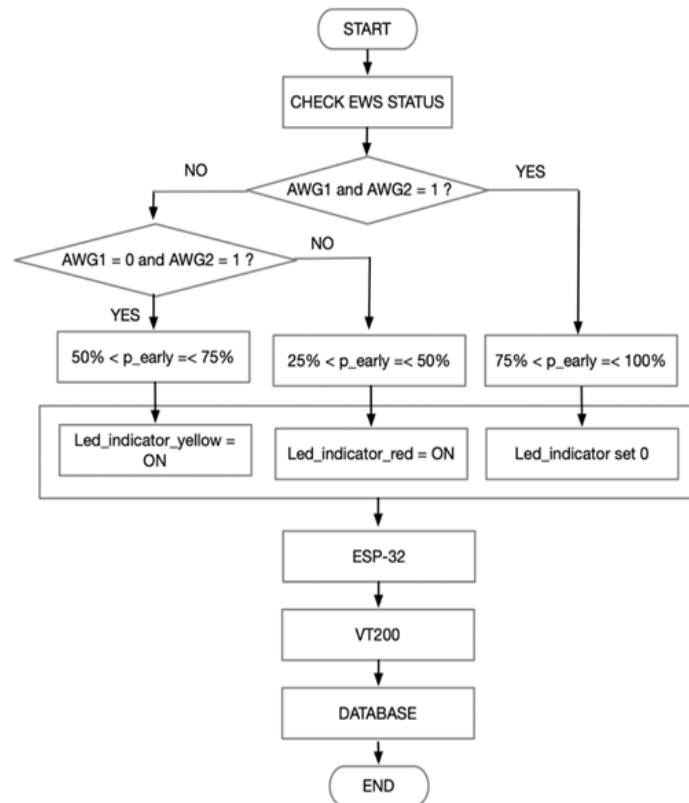 START
CHECK EWS STATUS
NO
YES
AWG1 and AWG2 = 1 ?
NO
AWG1 = 0 and AWG2 = 1 ?
YES
50% < p_early =< 75%
25% < p_early =< 50%
75% < p_early =< 100%
Led_indicator_yellow =
ON
Led_indicator_red = ON
Led_indicator set 0
ESP-32
VT200
DATABASE
END